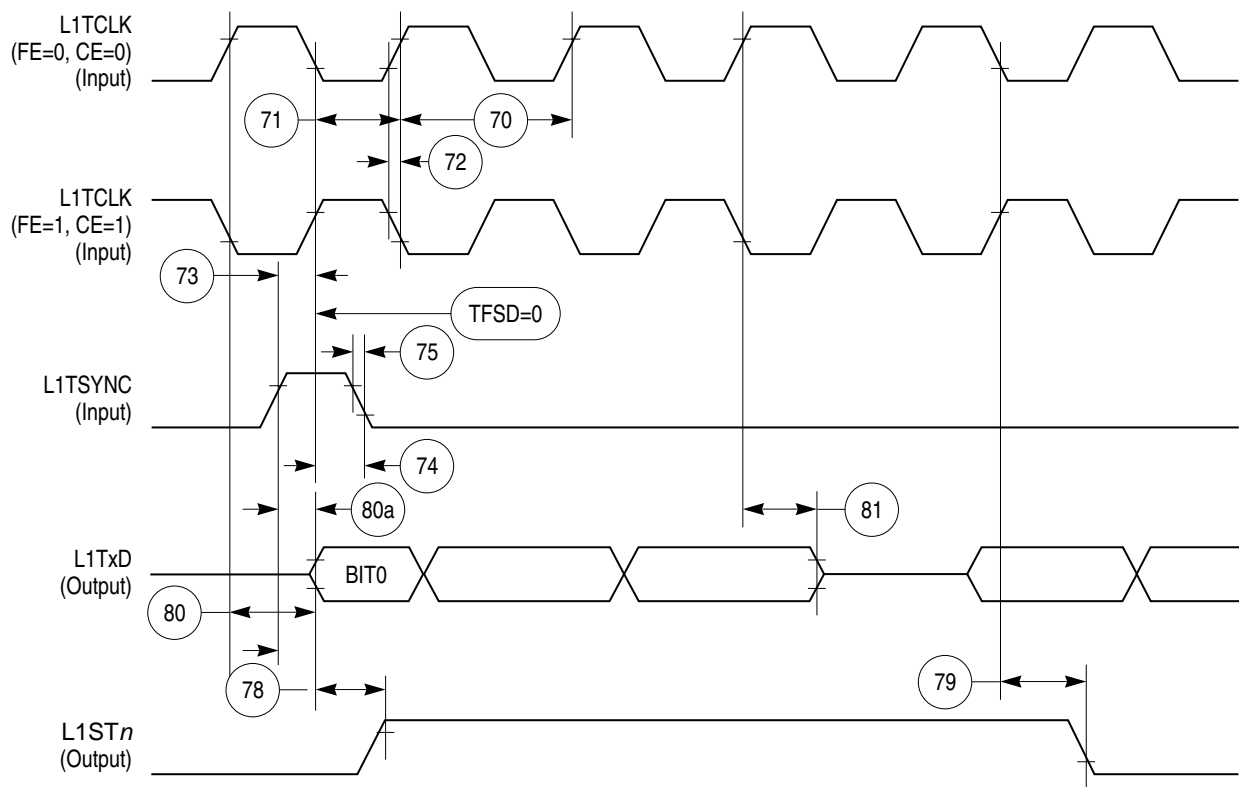 L1TCLK
(FE=0, CE=0)
(Input)
71
70
72
L1TCLK
(FE=1, CE=1)
(Input)
73
TFSD=0
75
L1TSYNC
(Input)
74
80a
81
L1TxD
(Output)
BIT0
80
78
79
L1STn
(Output)